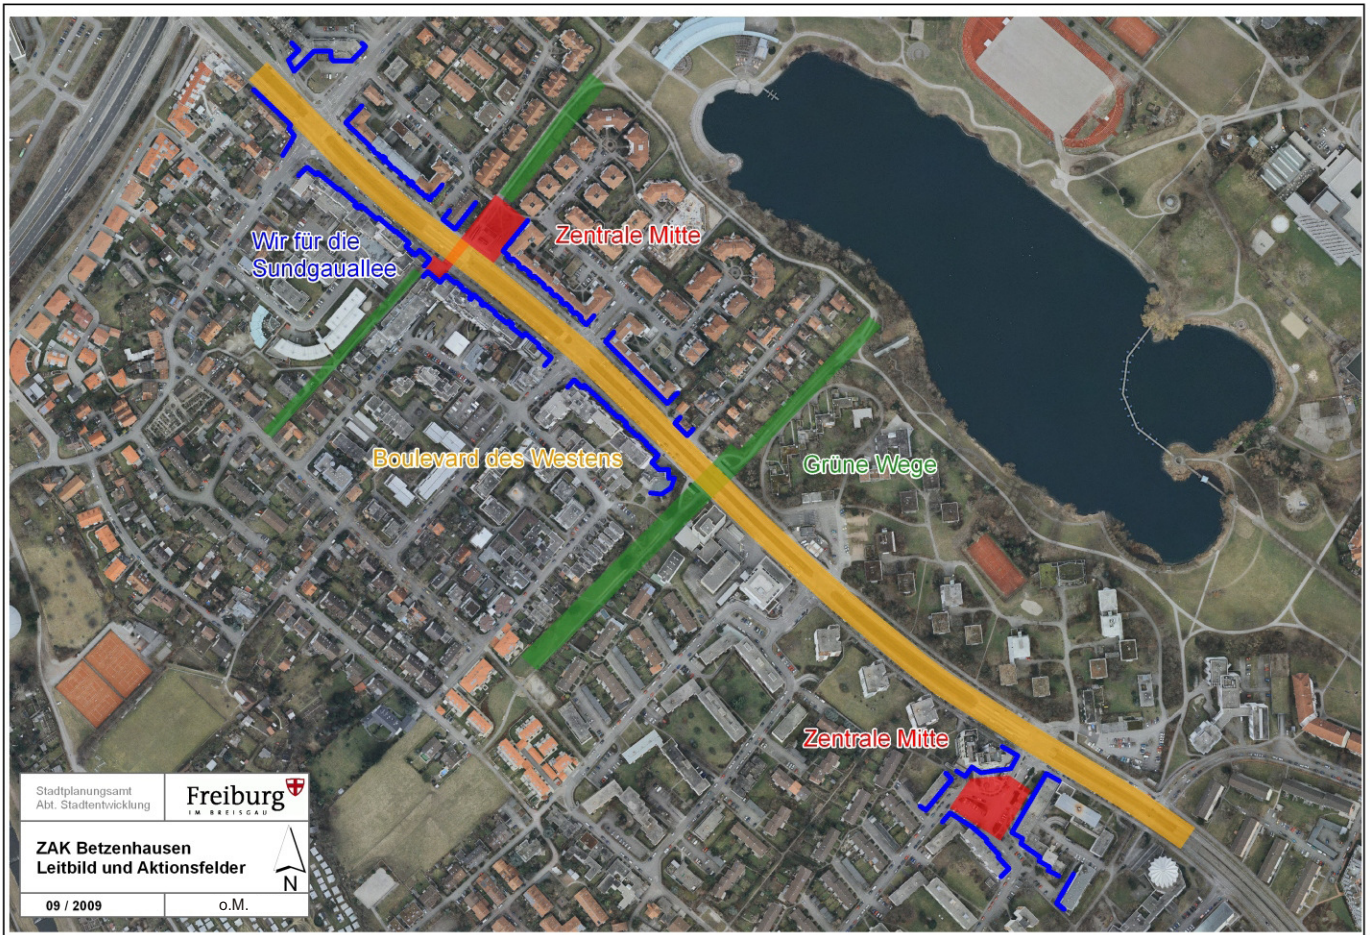 Wir für die
Sundgauallee
Zentrale Mitte
Boulevard des Westens
Grüne Wege
Zentrale Mitte
Stadtplanungsamt
Abt. Stadtentwicklung
Freiburg
IM BREISGAU
ZAK Betzenhausen
Leitbild und Aktionsfelder
N
09 / 2009
o.M.